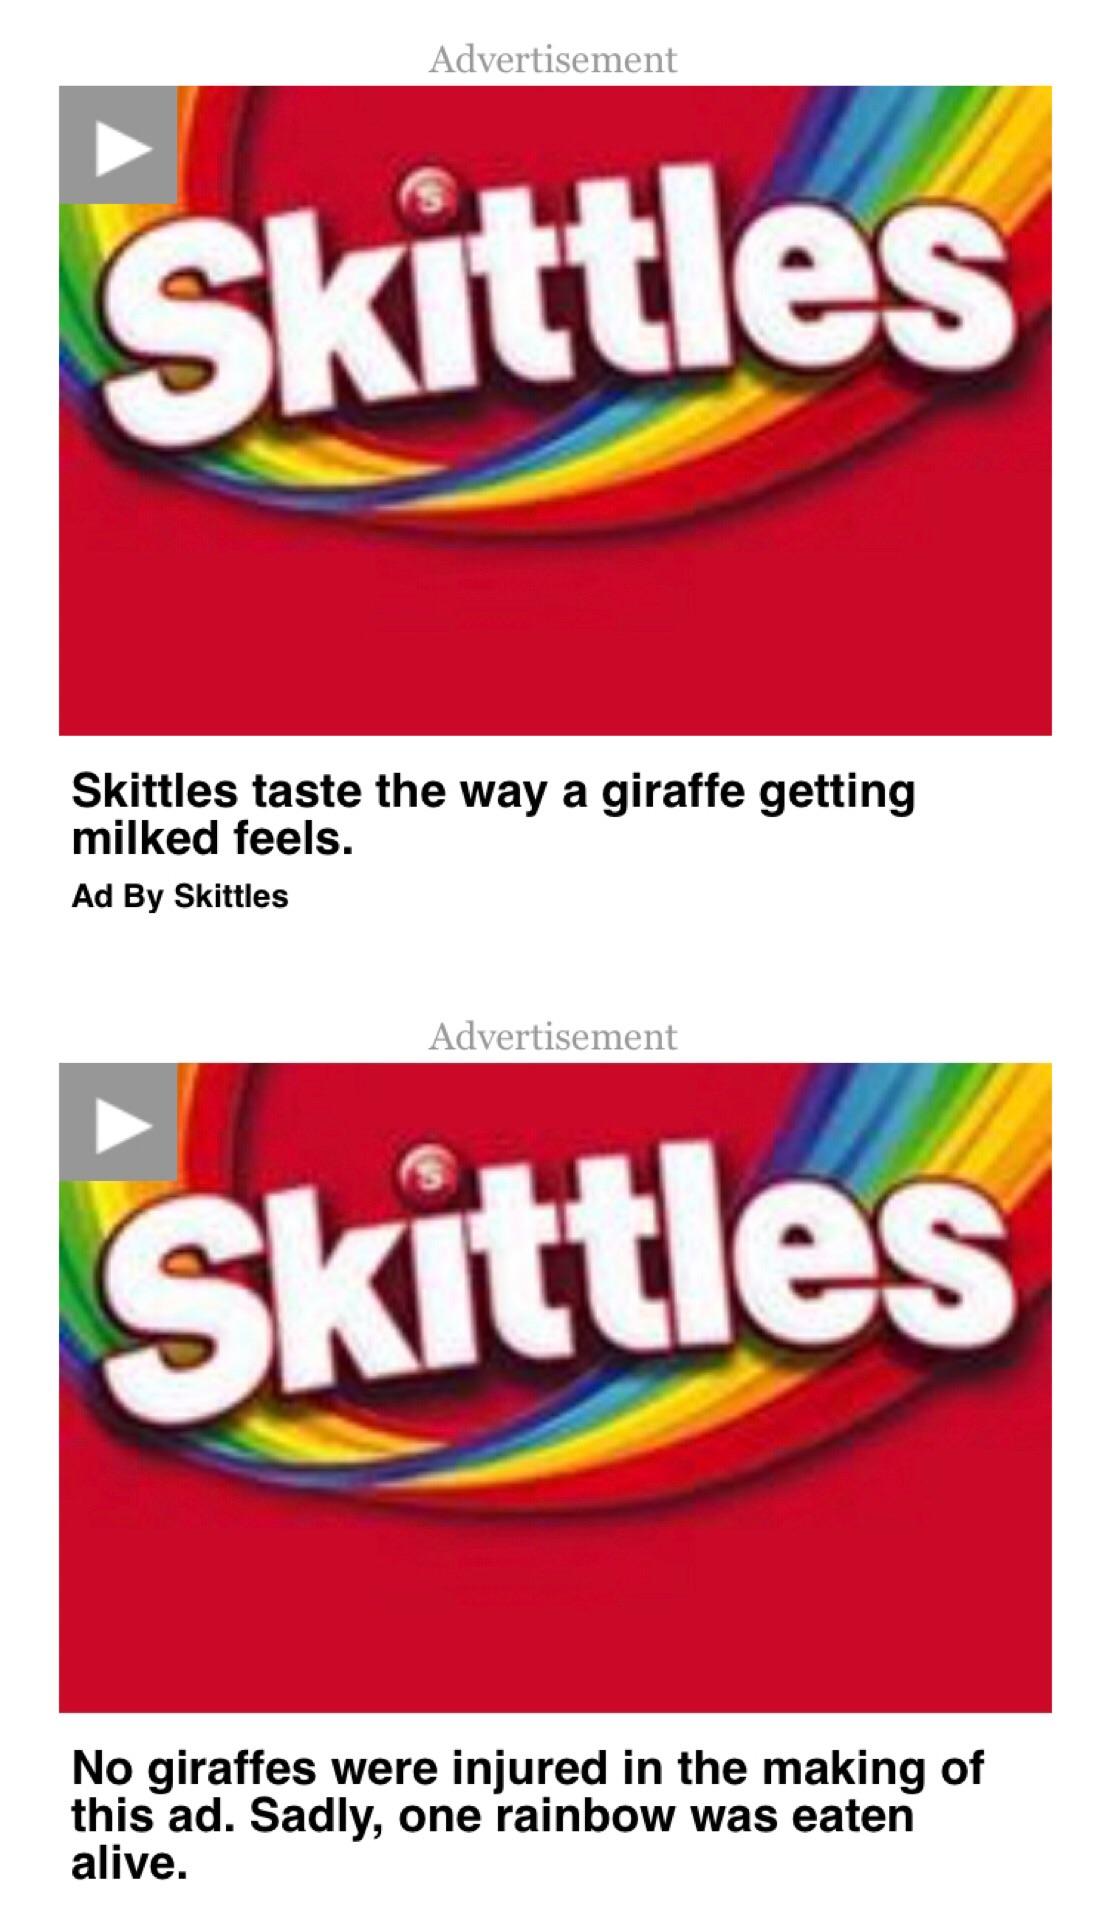 Advertisement
Skittles
S
Skittles taste the way a giraffe getting
milked feels.
Ad By Skittles
Advertisement
Skittles
S
No giraffes were injured in the making of
this ad. Sadly, one rainbow was eaten
alive.